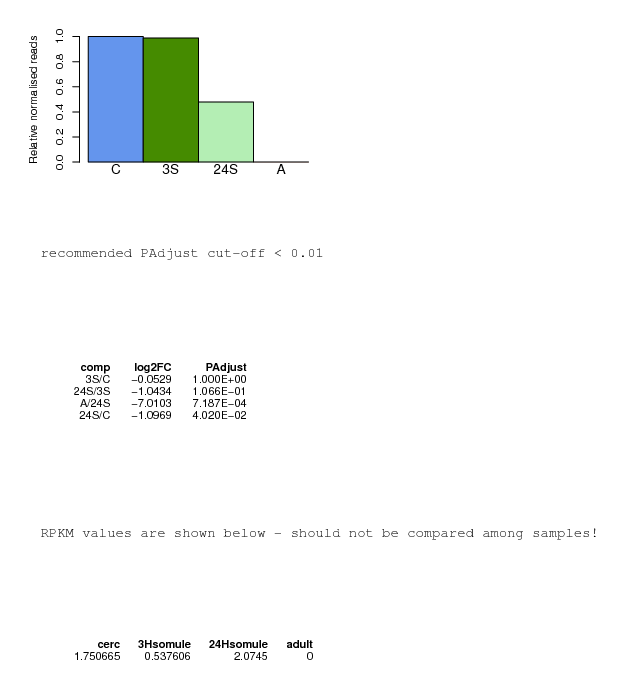 Relative normalised reads
1.0
0.8
0.6
0.4
0.2
0.0
C 3S 24S A
recommended PAdjust cut-off < 0.01
comp log2FC PAdjust
3S/C −0.0529 1.000E+00
24S/3S −1.0434 1.066E−01
A/24S −7.0103 7.187E−04
24S/C −1.0969 4.020E−02
RPKM values are shown below - should not be compared among samples!
cerc 3Hsomule 24Hsomule adult
1.750665 0.537606 2.0745 0